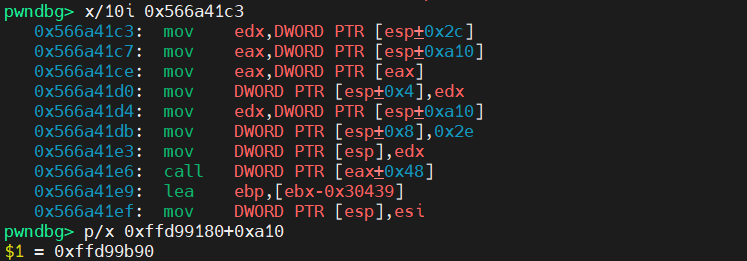 pwndbg> x/10i 0x566a41c3
   0x566a41c3:  mov    edx,DWORD PTR [esp+0x2c]
   0x566a41c7:  mov    eax,DWORD PTR [esp+0xa10]
   0x566a41ce:  mov    eax,DWORD PTR [eax]
   0x566a41d0:  mov    DWORD PTR [esp+0x4],edx
   0x566a41d4:  mov    edx,DWORD PTR [esp+0xa10]
   0x566a41db:  mov    DWORD PTR [esp+0x8],0x2e
   0x566a41e3:  mov    DWORD PTR [esp],edx
   0x566a41e6:  call   DWORD PTR [eax+0x48]
   0x566a41e9:  lea    ebp,[ebx-0x30439]
   0x566a41ef:  mov    DWORD PTR [esp],esi
pwndbg> p/x 0xffd99180+0xa10
$1 = 0xffd99b90